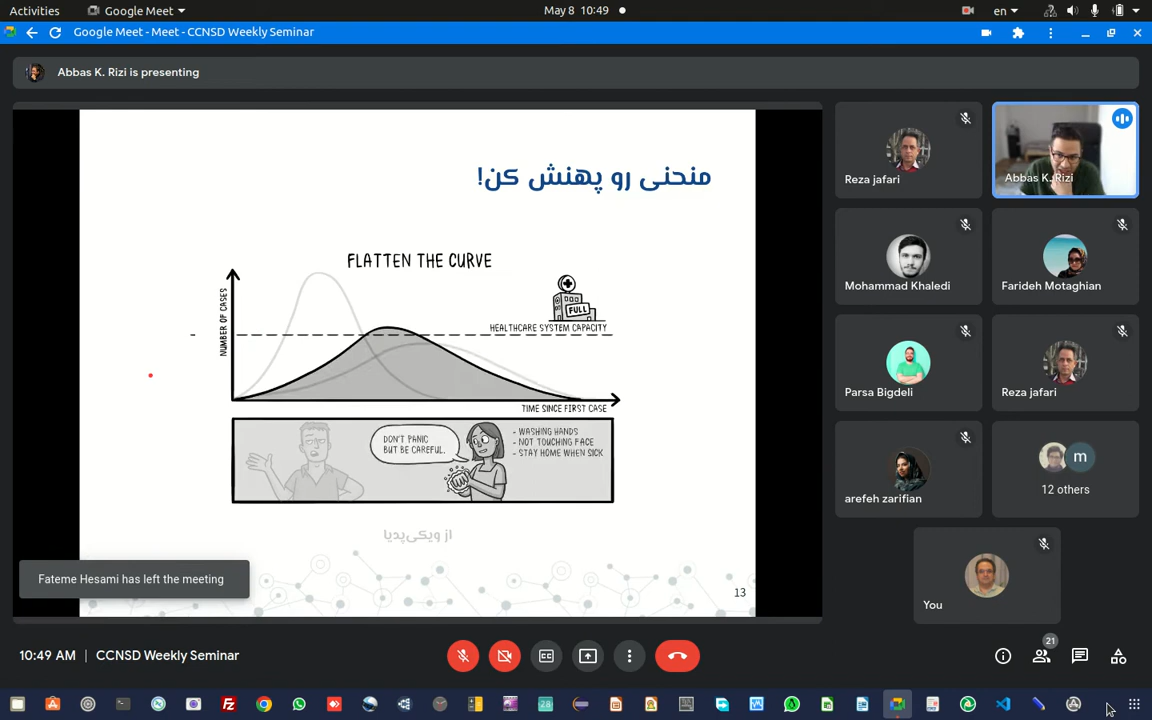 Activities
Google Meet
May 8 10:49
en
Google Meet - Meet - CCNSD Weekly Seminar
Abbas K. Rizi is presenting
منحنی رو پهنش کن!
FLATTEN THE CURVE
FULL
HEALTHCARE SYSTEM CAPACITY
NUMBER OF CASES
TIME SINCE FIRST CASE
DON'T PANIC
BUT BE CAREFUL.
- WASHING HANDS
- NOT TOUCHING FACE
- STAY HOME WHEN SICK
از ویکی‌پدیا
13
Fateme Hesami has left the meeting
Reza jafari
Abbas K. Rizi
Mohammad Khaledi
Farideh Motaghian
Parsa Bigdeli
Reza jafari
arefeh zarifian
m
12 others
You
10:49 AM | CCNSD Weekly Seminar
21